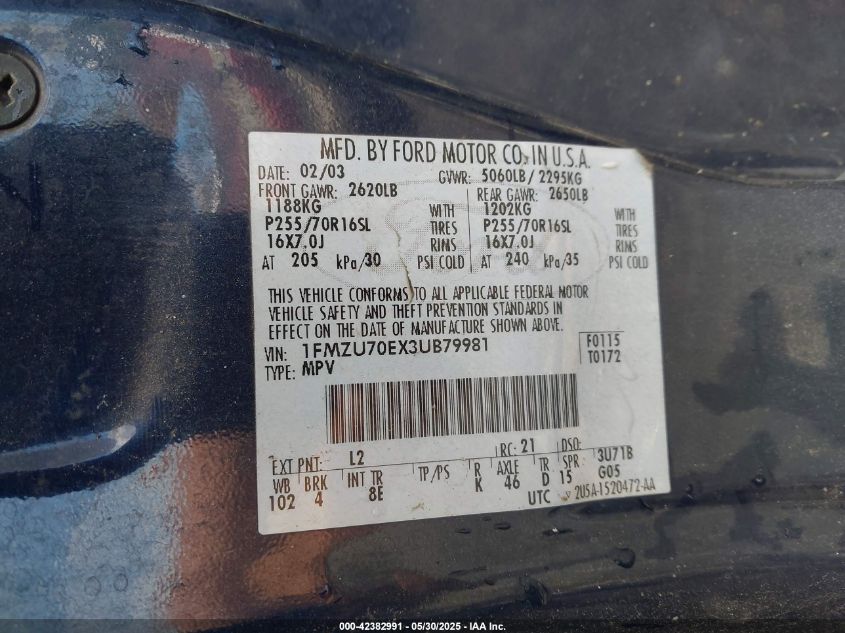 MFD. BY FORD MOTOR CO. IN U.S.A.
DATE: 02/03 GVWR: 5060LB/ 2295KG
FRONT GAWR: 2620LB REAR GAWR: 2650LB
1188KG WITH 1202KG WITH
P255/70R16SL TIRES P255/70R16SL TIRES
16X7.0J RIMS 16X7.0J RIMS
AT 205 kPa/30 PSI COLD AT 240 kPa/35 PSI COLD
THIS VEHICLE CONFORMS TO ALL APPLICABLE FEDERAL MOTOR
VEHICLE SAFETY AND THEFT PREVENTION STANDARDS IN
EFFECT ON THE DATE OF MANUFACTURE SHOWN ABOVE.
VIN: 1FMZU70EX3UB79981 F0115
TYPE: MPV T0172
EXT PNT: L2 RC: 21 DSO: 3U71B
WB BRK INT TR TP/PS R AXLE TR SPR G05
102 4 8E K 46 D 15
UTC 2U5A-1520472-AA
000-42382991 - 05/30/2025 - IAA Inc.